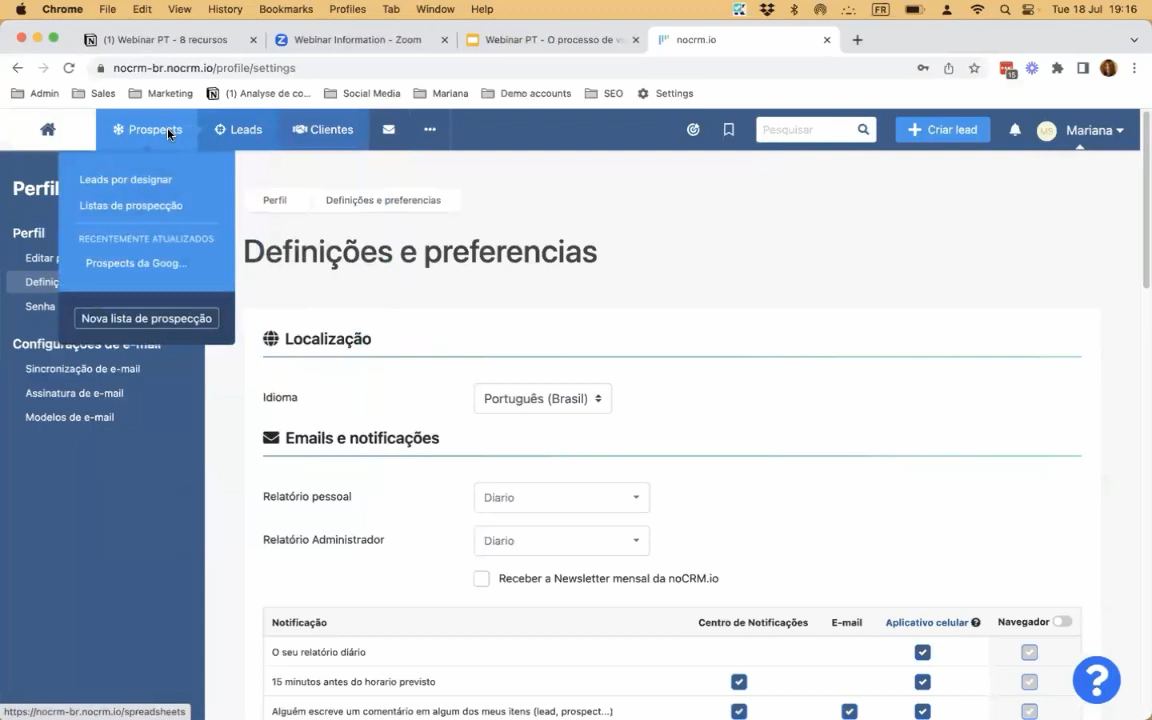 Chrome File Edit View History Bookmarks Profiles Tab Window Help FR Tue 18 Jul 19:16
(1) Webinar PT - 8 recursos
Webinar Information - Zoom
Webinar PT - O processo de v
nocrm.io
nocrm-br.nocrm.io/profile/settings
15
Admin Sales Marketing (1) Analyse de co... Social Media Mariana Demo accounts SEO Settings
Prospects Leads Clientes Pesquisar Criar lead MS Mariana
Leads por designar
Listas de prospecção
RECENTEMENTE ATUALIZADOS
Prospects da Goog...
Nova lista de prospecção
Perfil
Perfil
Editar
Definiç
Senha
Configurações de e-mail
Sincronização de e-mail
Assinatura de e-mail
Modelos de e-mail
Perfil Definições e preferencias
Definições e preferencias
Localização
Idioma Português (Brasil)
Emails e notificações
Relatório pessoal Diario
Relatório Administrador Diario
Receber a Newsletter mensal da noCRM.io
Notificação Centro de Notificações E-mail Aplicativo celular Navegador
O seu relatório diário
15 minutos antes do horario previsto
Alguém escreve um comentário em algum dos meus itens (lead, prospect...)
https://nocrm-br.nocrm.io/spreadsheets